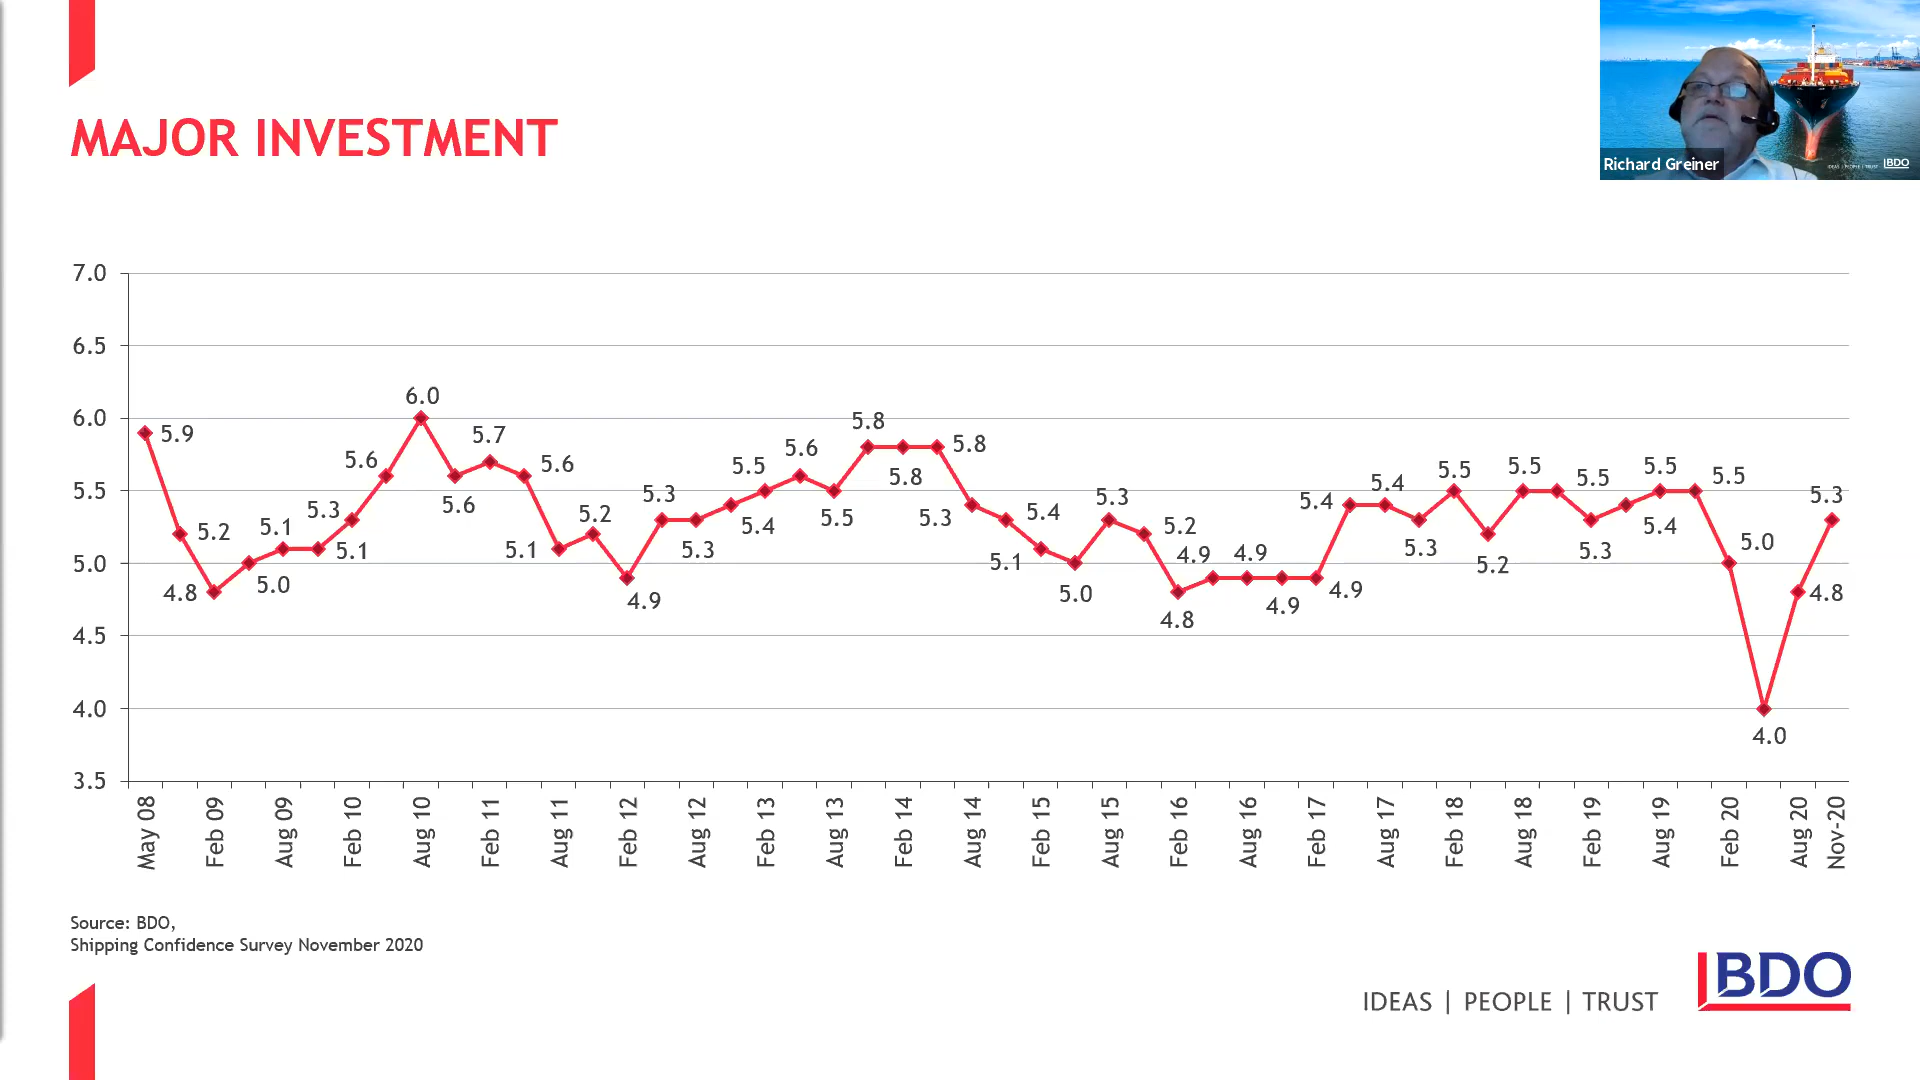 MAJOR INVESTMENT
Richard Greiner
IDEAS | PEOPLE | TRUST
BDO
7.0
6.5
6.0
5.5
5.0
4.5
4.0
3.5
5.9
5.2
4.8
5.0
5.1
5.3
5.1
5.6
6.0
5.6
5.7
5.6
5.1
5.2
4.9
5.3
5.3
5.5
5.4
5.6
5.5
5.8
5.8
5.8
5.3
5.4
5.1
5.0
5.3
5.2
4.8
4.9
4.9
4.9
4.9
5.4
5.4
5.3
5.5
5.2
5.5
5.5
5.3
5.5
5.4
5.5
5.0
4.0
4.8
5.3
May 08
Feb 09
Aug 09
Feb 10
Aug 10
Feb 11
Aug 11
Feb 12
Aug 12
Feb 13
Aug 13
Feb 14
Aug 14
Feb 15
Aug 15
Feb 16
Aug 16
Feb 17
Aug 17
Feb 18
Aug 18
Feb 19
Aug 19
Feb 20
Aug 20
Nov-20
Source: BDO,
Shipping Confidence Survey November 2020
IDEAS | PEOPLE | TRUST
BDO